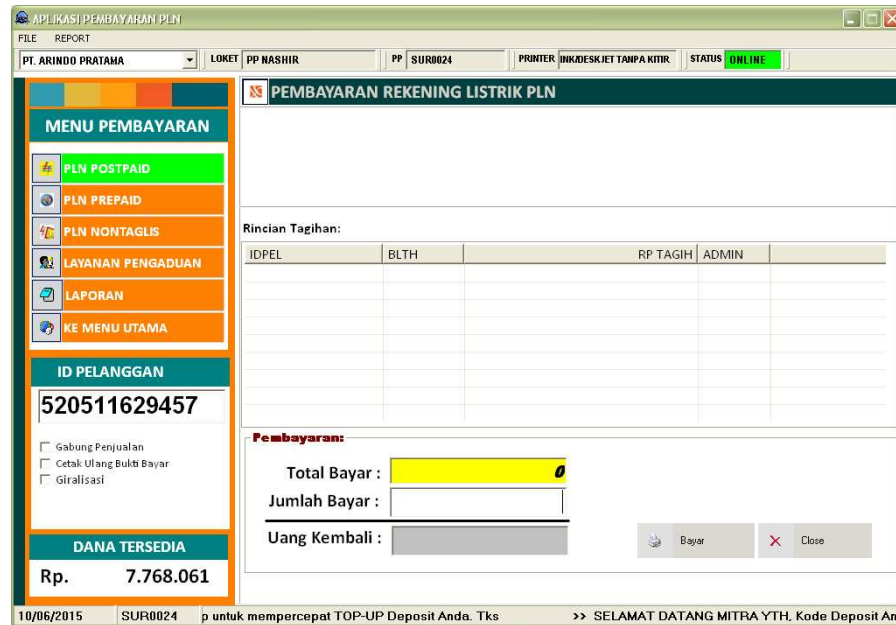 APLIKASI PEMBAYARAN PLN
FILE REPORT
PT. ARINDO PRATAMA LOKET PP NASHIR PP SUR0024 PRINTER INK/DESKJET TANPA KITIR STATUS ONLINE
PEMBAYARAN REKENING LISTRIK PLN
MENU PEMBAYARAN
PLN POSTPAID
PLN PREPAID
PLN NONTAGLIS
LAYANAN PENGADUAN
LAPORAN
KE MENU UTAMA
ID PELANGGAN
520511629457
Gabung Penjualan
Cetak Ulang Bukti Bayar
Giralisasi
DANA TERSEDIA
Rp. 7.768.061
Rincian Tagihan:
IDPEL BLTH RP TAGIH ADMIN
Pembayaran:
Total Bayar : 0
Jumlah Bayar :
Uang Kembali :
Bayar Close
10/06/2015 SUR0024 p untuk mempercepat TOP-UP Deposit Anda. Tks >> SELAMAT DATANG MITRA YTH, Kode Deposit An